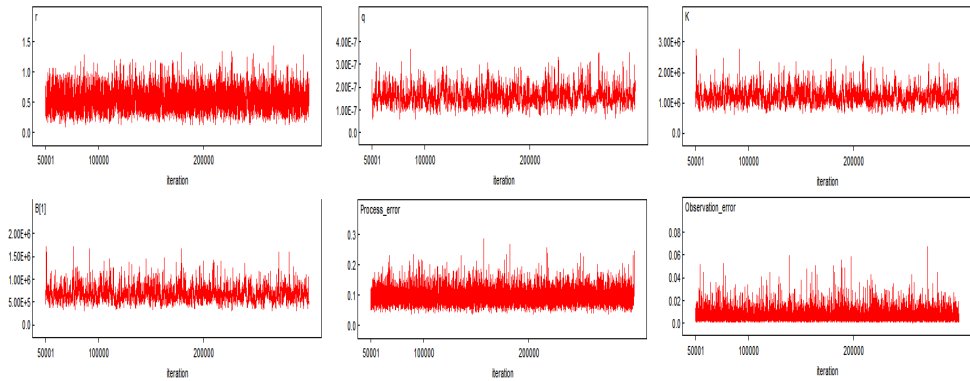 r
1.5
1.0
0.5
0.0
50001 100000 200000
iteration
q
4.00E-7
3.00E-7
2.00E-7
1.00E-7
0.0
50001 100000 200000
iteration
K
3.00E+6
2.00E+6
1.00E+6
0.0
50001 100000 200000
iteration
B[1]
2.00E+6
1.50E+6
1.00E+6
5.00E+5
0.0
50001 100000 200000
iteration
Process_error
0.3
0.2
0.1
0.0
50001 100000 200000
iteration
Observation_error
0.08
0.06
0.04
0.02
0.0
50001 100000 200000
iteration